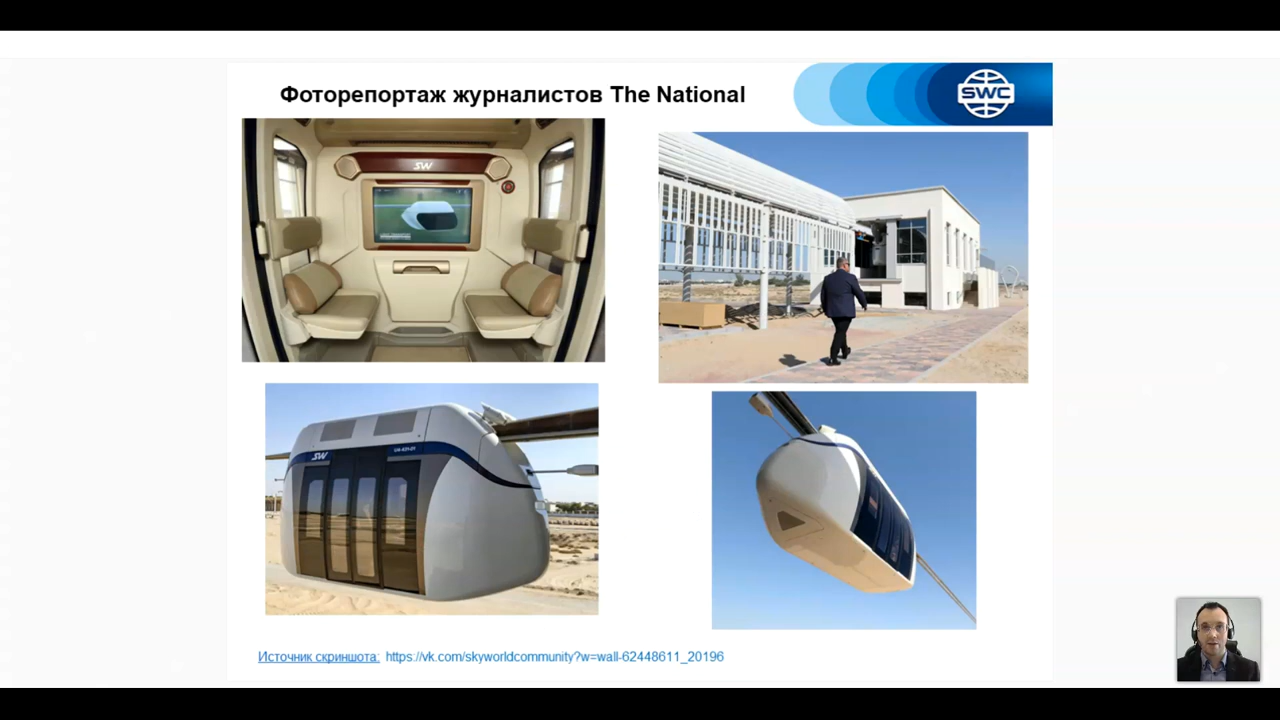 Фоторепортаж журналистов The National
SWC
SW
SW
Источник скриншота: https://vk.com/skyworldcommunity?w=wall-62448611_20196